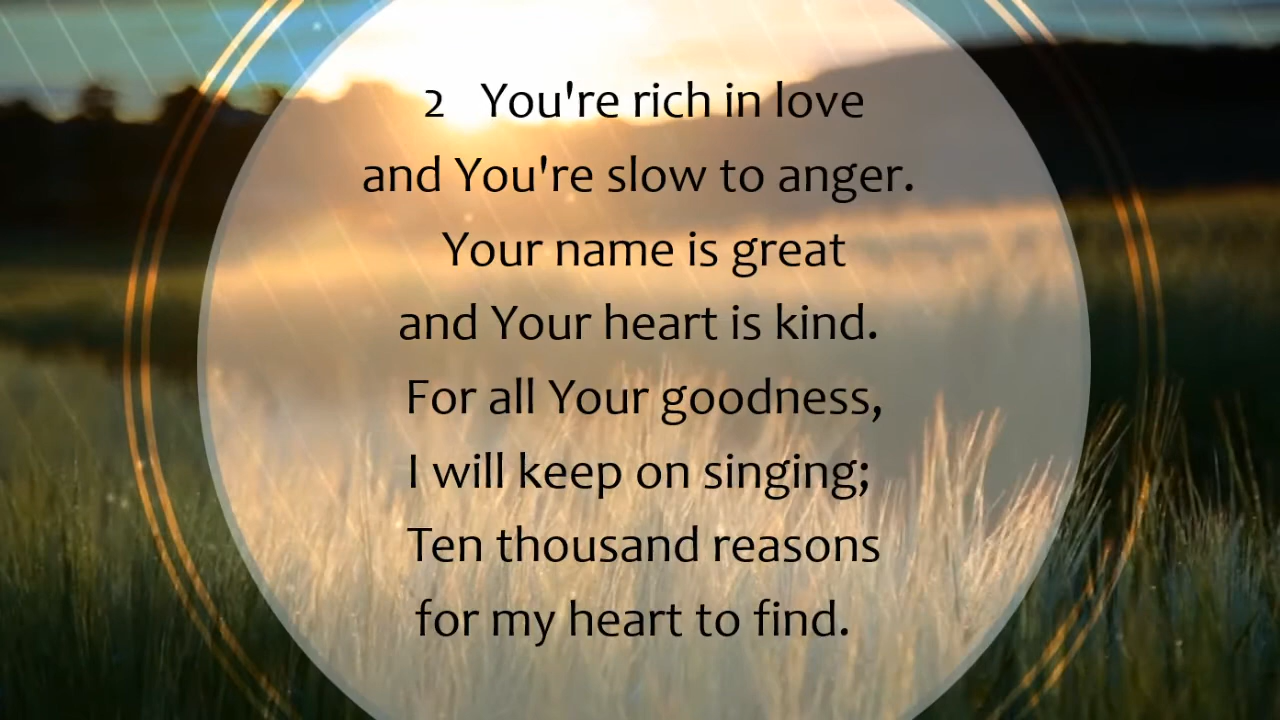 2 You're rich in love
and You're slow to anger.
Your name is great
and Your heart is kind.
For all Your goodness,
I will keep on singing;
Ten thousand reasons
for my heart to find.